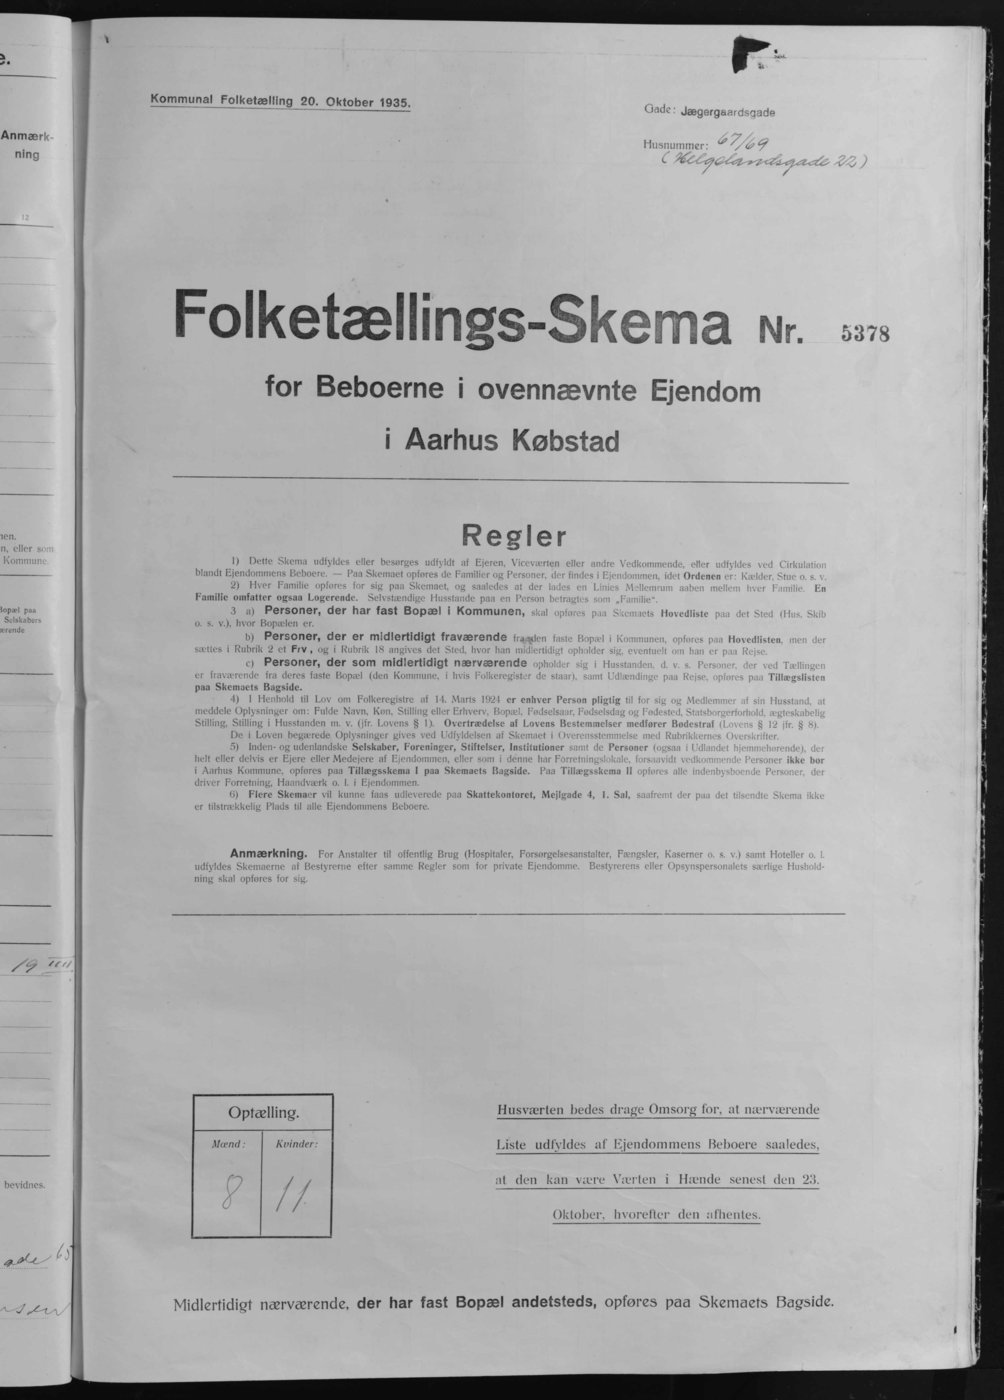 e.
Anmærk-
ning
12
n, eller som
Kommune.
Bopæl paa
Selskabers
19
bevidnes.
65
Kommunal Folketælling 20. Oktober 1935.
Gade: Jægergaardsgade
Husnummer: 67/69
(Helgelandsgade 22)
Folketællings-Skema Nr. 5378
for Beboerne i ovennævnte Ejendom
i Aarhus Købstad
Regler
1) Dette Skema udfyldes eller besørges udfyldt af Ejeren, Viceværten eller andre Vedkommende, eller udfyldes ved Cirkulation
blandt Ejendommens Beboere. — Paa Skemaet opføres de Familier og Personer, der findes i Ejendommen, idet Ordenen er: Kælder, Stue o. s. v.
2) Hver Familie opføres for sig paa Skemaet, og saaledes at der lades en Linies Mellemrum aaben mellem hver Familie. En
Familie omfatter ogsaa Logerende. Selvstændige Husstande paa en Person betragtes som „Familie“.
3 a) Personer, der har fast Bopæl i Kommunen, skal opføres paa Skemaets Hovedliste paa det Sted (Hus, Skib
o. s. v.), hvor Bopælen er.
b) Personer, der er midlertidigt fraværende fra den faste Bopæl i Kommunen, opføres paa Hovedlisten, men der
sættes i Rubrik 2 et Frv, og i Rubrik 18 angives det Sted, hvor han midlertidigt opholder sig, eventuelt om han er paa Rejse.
c) Personer, der som midlertidigt nærværende opholder sig i Husstanden, d. v. s. Personer, der ved Tællingen
er fraværende fra deres faste Bopæl (den Kommune, i hvis Folkeregister de staar), samt Udlændinge paa Rejse, opføres paa Tillægslisten
paa Skemaets Bagside.
4) I Henhold til Lov om Folkeregistre af 14. Marts 1924 er enhver Person pligtig til for sig og Medlemmer af sin Husstand, at
meddele Oplysninger om: Fulde Navn, Køn, Stilling eller Erhverv, Bopæl, Fødselsaar, Fødselsdag og Fødested, Statsborgerforhold, ægteskabelig
Stilling, Stilling i Husstanden m. v. (jfr. Lovens § 1). Overtrædelse af Lovens Bestemmelser medfører Bødestraf (Lovens § 12 jfr. § 8).
De i Loven begærede Oplysninger gives ved Udfyldelsen af Skemaet i Overensstemmelse med Rubrikkernes Overskrifter.
5) Inden- og udenlandske Selskaber, Foreninger, Stiftelser, Institutioner samt de Personer (ogsaa i Udlandet hjemmehørende), der
helt eller delvis er Ejere eller Medejere af Ejendommen, eller som i denne har Forretningslokale, forsaavidt vedkommende Personer ikke bor
i Aarhus Kommune, opføres paa Tillægsskema I paa Skemaets Bagside. Paa Tillægsskema II opføres alle indenbysboende Personer, der
driver Forretning, Haandværk o. l. i Ejendommen.
6) Flere Skemaer vil kunne faas udleverede paa Skattekontoret, Mejlgade 4, 1. Sal, saafremt der paa det tilsendte Skema ikke
er tilstrækkelig Plads til alle Ejendommens Beboere.
Anmærkning. For Anstalter til offentlig Brug (Hospitaler, Forsørgelsesanstalter, Fængsler, Kaserner o. s. v.) samt Hoteller o. l.
udfyldes Skemaerne af Bestyrerne efter samme Regler som for private Ejendomme. Bestyrerens eller Opsynspersonalets særlige Hushold-
ning skal opføres for sig.
Optælling.
Mænd: Kvinder:
8 11
Husværten bedes drage Omsorg for, at nærværende
Liste udfyldes af Ejendommens Beboere saaledes,
at den kan være Værten i Hænde senest den 23.
Oktober, hvorefter den afhentes.
Midlertidigt nærværende, der har fast Bopæl andetsteds, opføres paa Skemaets Bagside.